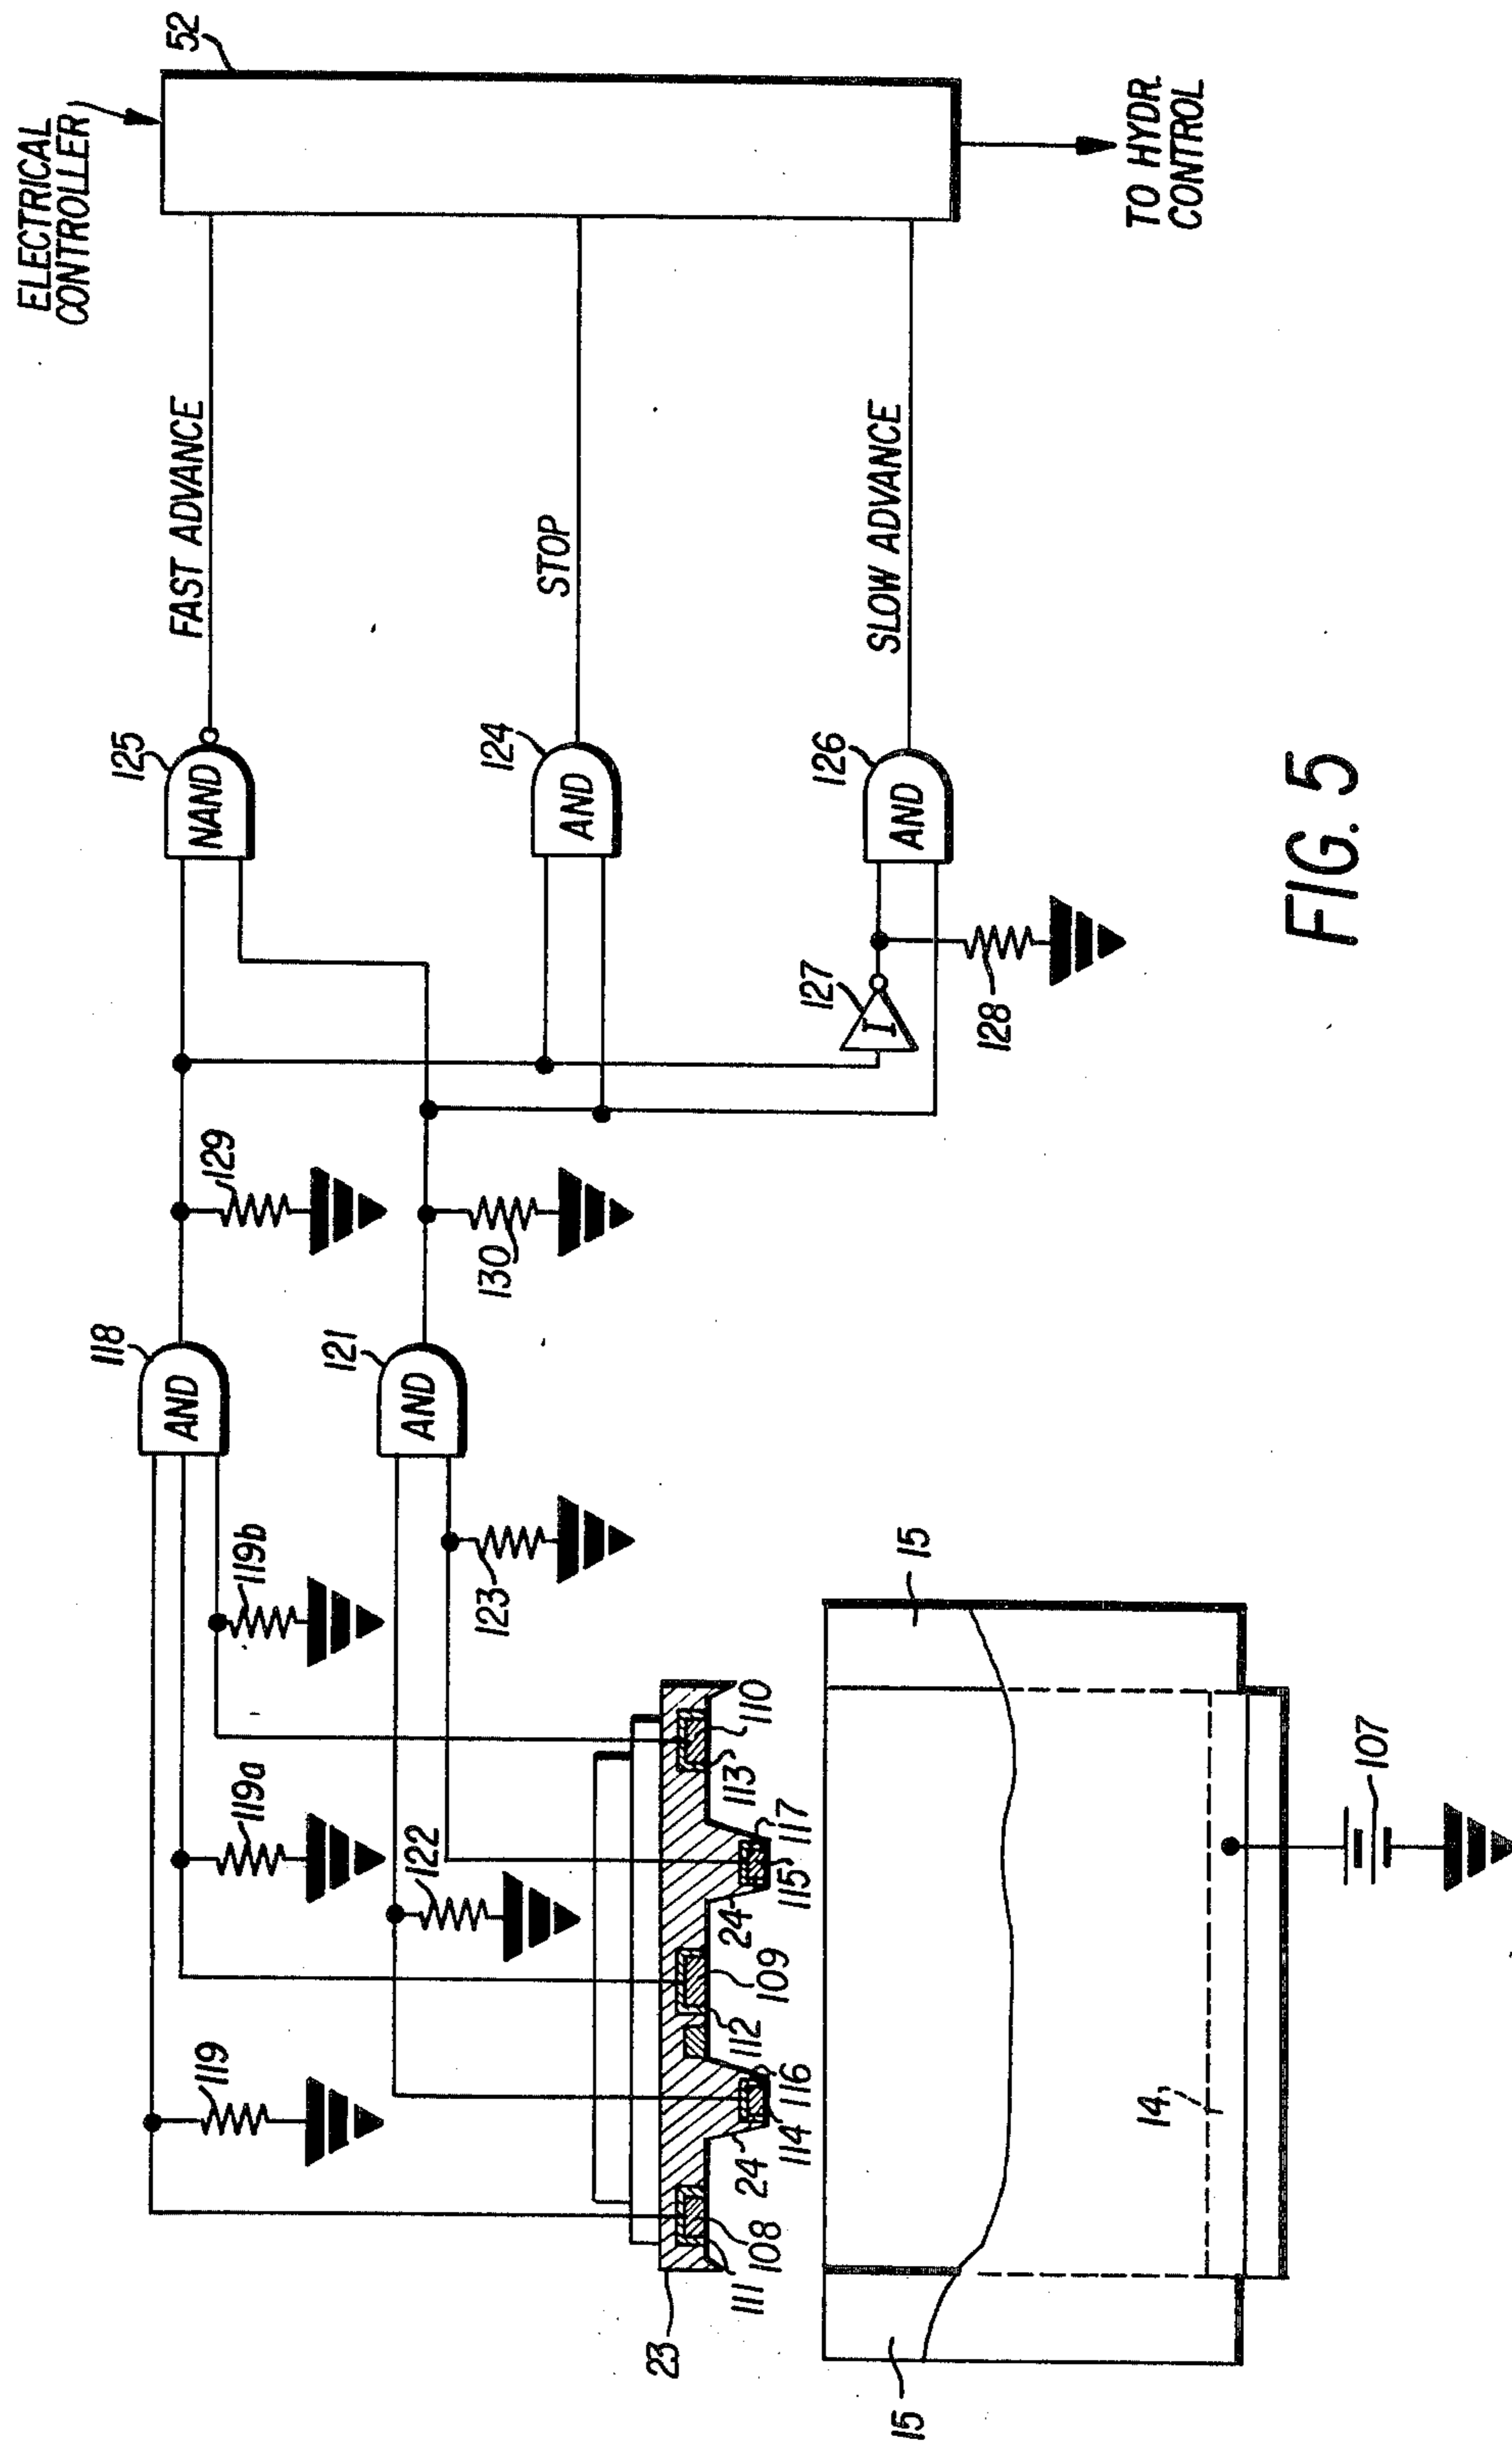 ELECTRICAL
CONTROLLER
52
FAST ADVANCE
STOP
SLOW ADVANCE
TO HYDR.
CONTROL
125
NAND
124
AND
126
AND
127
I
128
129
130
118
AND
121
AND
119b
123
119a
122
119
23
111
108
24
114
116
112
109
24
115
117
113
110
15
15
14
107
FIG. 5